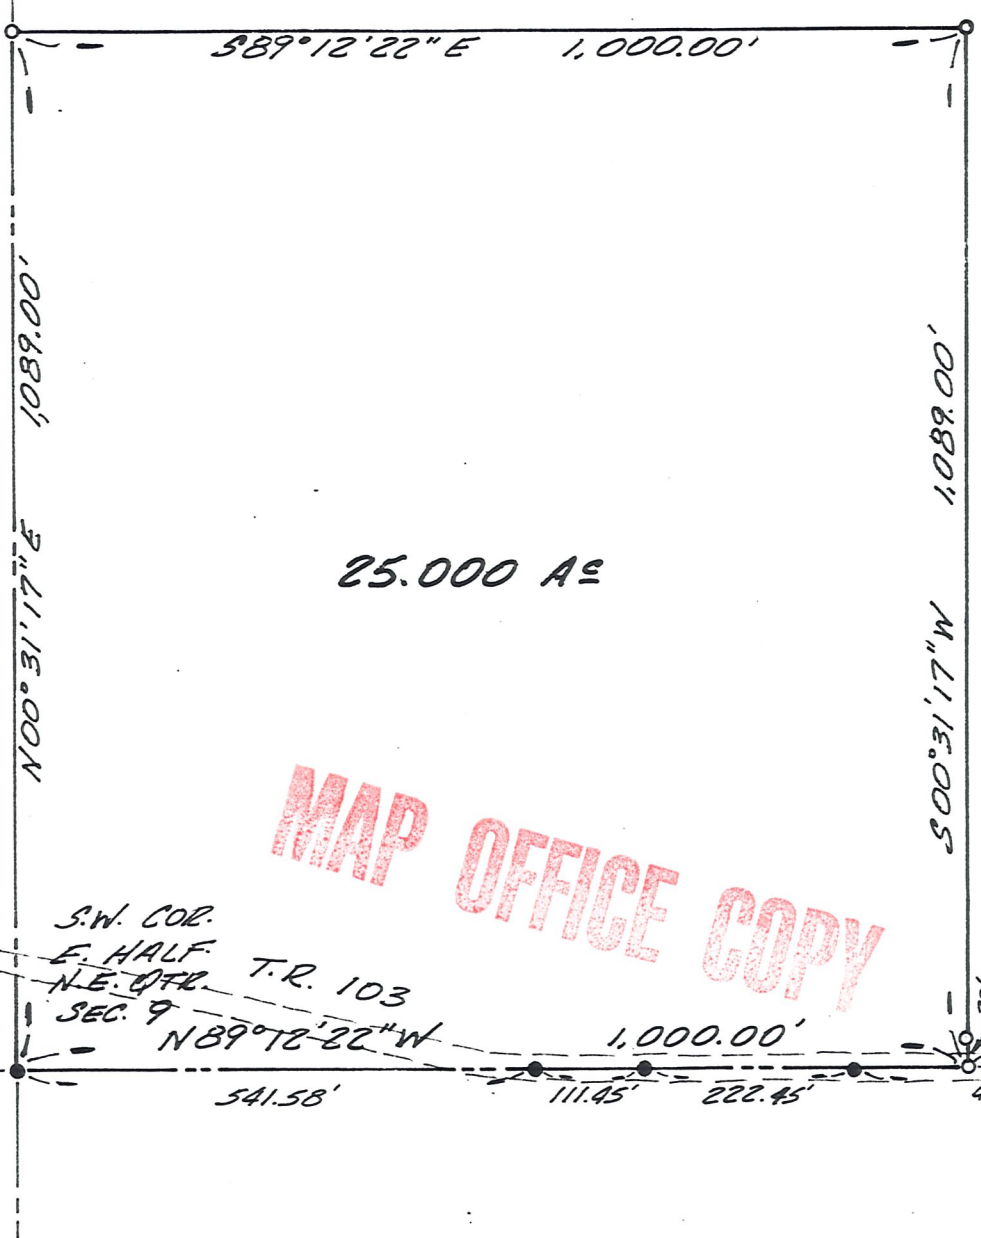 S89°12'22"E 1,000.00'
1,089.00'
N00°31'17"E
1,089.00'
S00°31'17"W
25.000 Ac
MAP OFFICE COPY
S.W. COR.
E. HALF
N.E. QTR.
SEC. 9
T.R. 103
N89°12'22"W 1,000.00'
541.58' 111.45' 222.45'